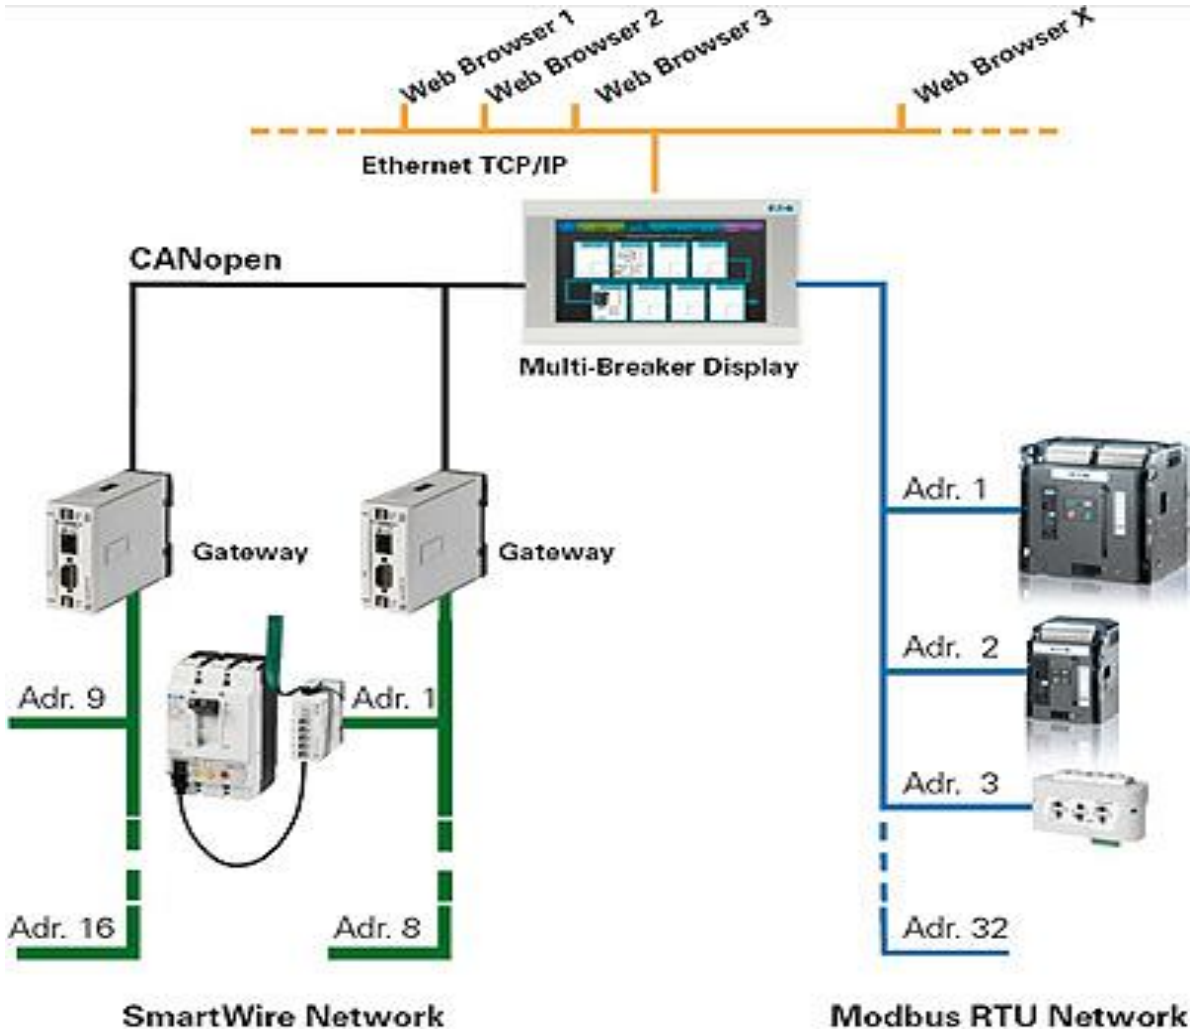 Web Browser 1
Web Browser 2
Web Browser 3
Web Browser X
Ethernet TCP/IP
CANopen
Multi-Breaker Display
Adr. 1
Gateway
Gateway
Adr. 2
Adr. 9
Adr. 1
Adr. 3
Adr. 16
Adr. 8
Adr. 32
SmartWire Network
Modbus RTU Network